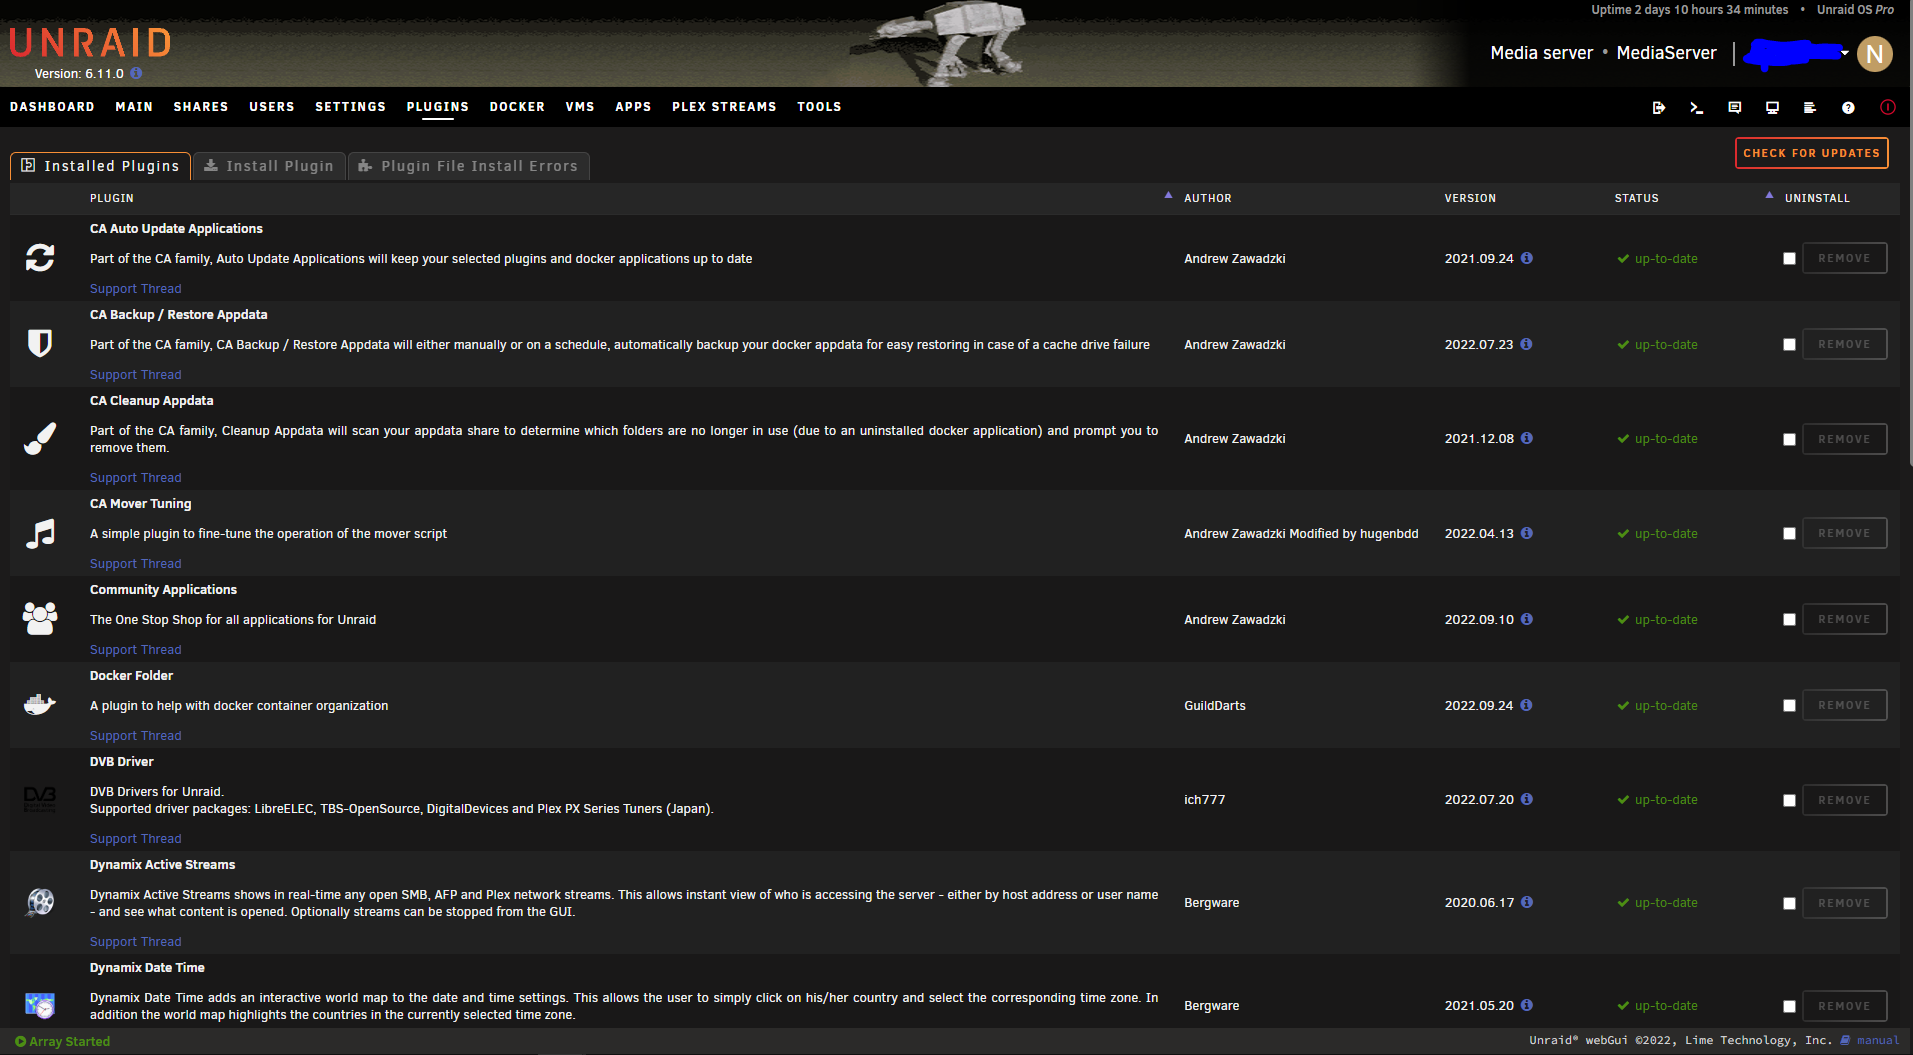 Uptime 2 days 10 hours 34 minutes • Unraid OS Pro
UNRAID
Version: 6.11.0
Media server • MediaServer
N
DASHBOARD MAIN SHARES USERS SETTINGS PLUGINS DOCKER VMS APPS PLEX STREAMS TOOLS
Installed Plugins
Install Plugin
Plugin File Install Errors
CHECK FOR UPDATES
PLUGIN AUTHOR VERSION STATUS UNINSTALL
CA Auto Update Applications
Part of the CA family, Auto Update Applications will keep your selected plugins and docker applications up to date
Andrew Zawadzki 2021.09.24 up-to-date REMOVE
Support Thread
CA Backup / Restore Appdata
Part of the CA family, CA Backup / Restore Appdata will either manually or on a schedule, automatically backup your docker appdata for easy restoring in case of a cache drive failure
Andrew Zawadzki 2022.07.23 up-to-date REMOVE
Support Thread
CA Cleanup Appdata
Part of the CA family, Cleanup Appdata will scan your appdata share to determine which folders are no longer in use (due to an uninstalled docker application) and prompt you to
remove them.
Andrew Zawadzki 2021.12.08 up-to-date REMOVE
Support Thread
CA Mover Tuning
A simple plugin to fine-tune the operation of the mover script
Andrew Zawadzki Modified by hugenbdd 2022.04.13 up-to-date REMOVE
Support Thread
Community Applications
The One Stop Shop for all applications for Unraid
Andrew Zawadzki 2022.09.10 up-to-date REMOVE
Support Thread
Docker Folder
A plugin to help with docker container organization
GuildDarts 2022.09.24 up-to-date REMOVE
Support Thread
DVB Driver
DVB
DVB Drivers for Unraid.
Supported driver packages: LibreELEC, TBS-OpenSource, DigitalDevices and Plex PX Series Tuners (Japan).
ich777 2022.07.20 up-to-date REMOVE
Support Thread
Dynamix Active Streams
Dynamix Active Streams shows in real-time any open SMB, AFP and Plex network streams. This allows instant view of who is accessing the server - either by host address or user name
- and see what content is opened. Optionally streams can be stopped from the GUI.
Bergware 2020.06.17 up-to-date REMOVE
Support Thread
Dynamix Date Time
Dynamix Date Time adds an interactive world map to the date and time settings. This allows the user to simply click on his/her country and select the corresponding time zone. In
addition the world map highlights the countries in the currently selected time zone.
Bergware 2021.05.20 up-to-date REMOVE
Array Started
Unraid® webGui ©2022, Lime Technology, Inc. manual